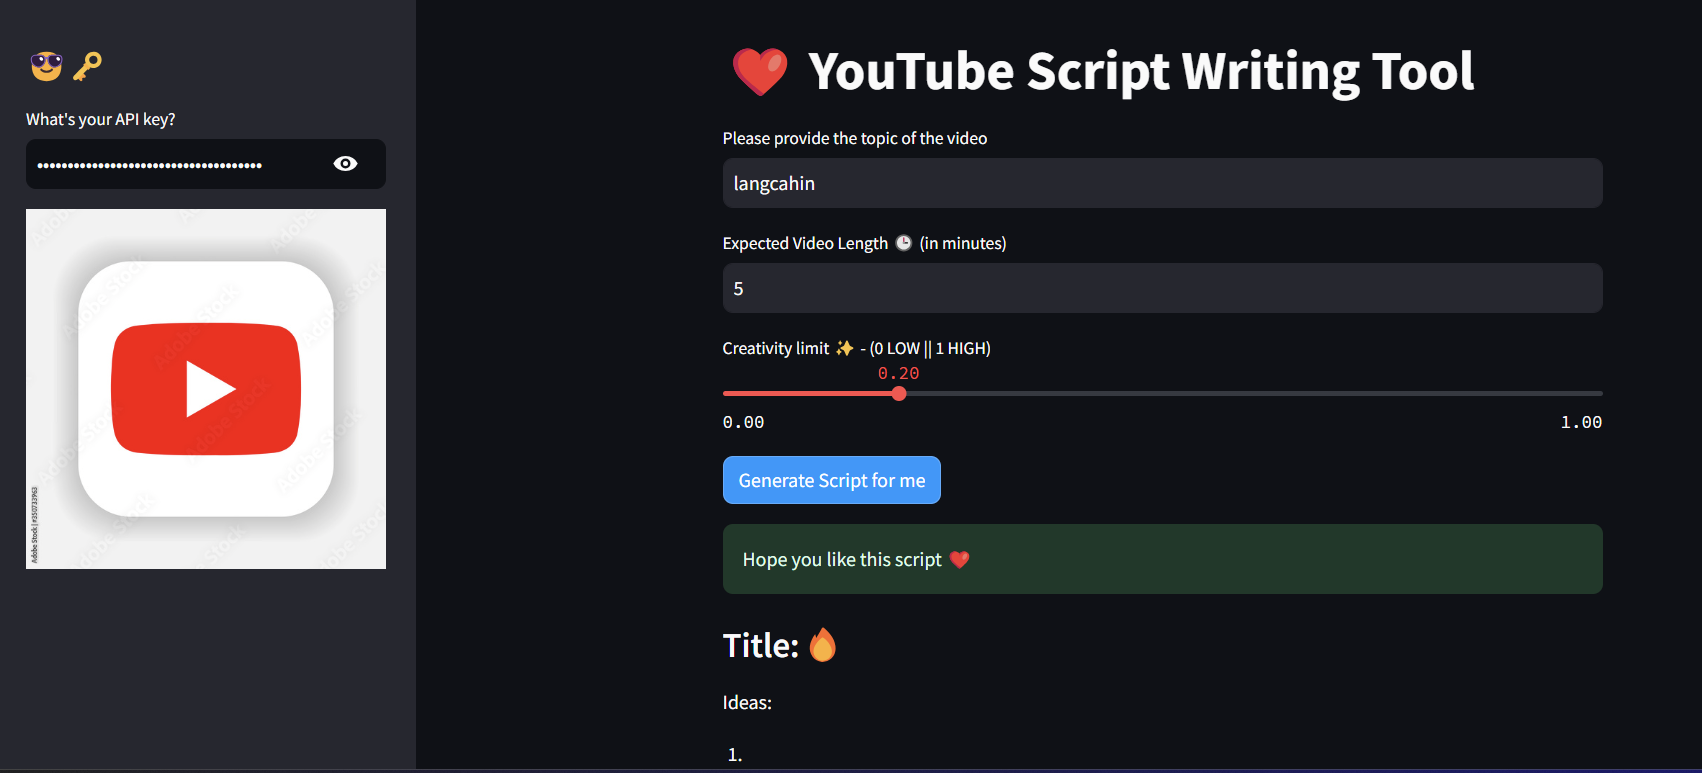 What's your API key?
••••••••••••••••••••••••••••••••••••
Adobe Stock | #350733963
YouTube Script Writing Tool
Please provide the topic of the video
langcahin
Expected Video Length 🕒 (in minutes)
5
Creativity limit ✨ - (0 LOW || 1 HIGH)
0.20
0.00 1.00
Generate Script for me
Hope you like this script ❤️
Title: 🔥
Ideas:
1.